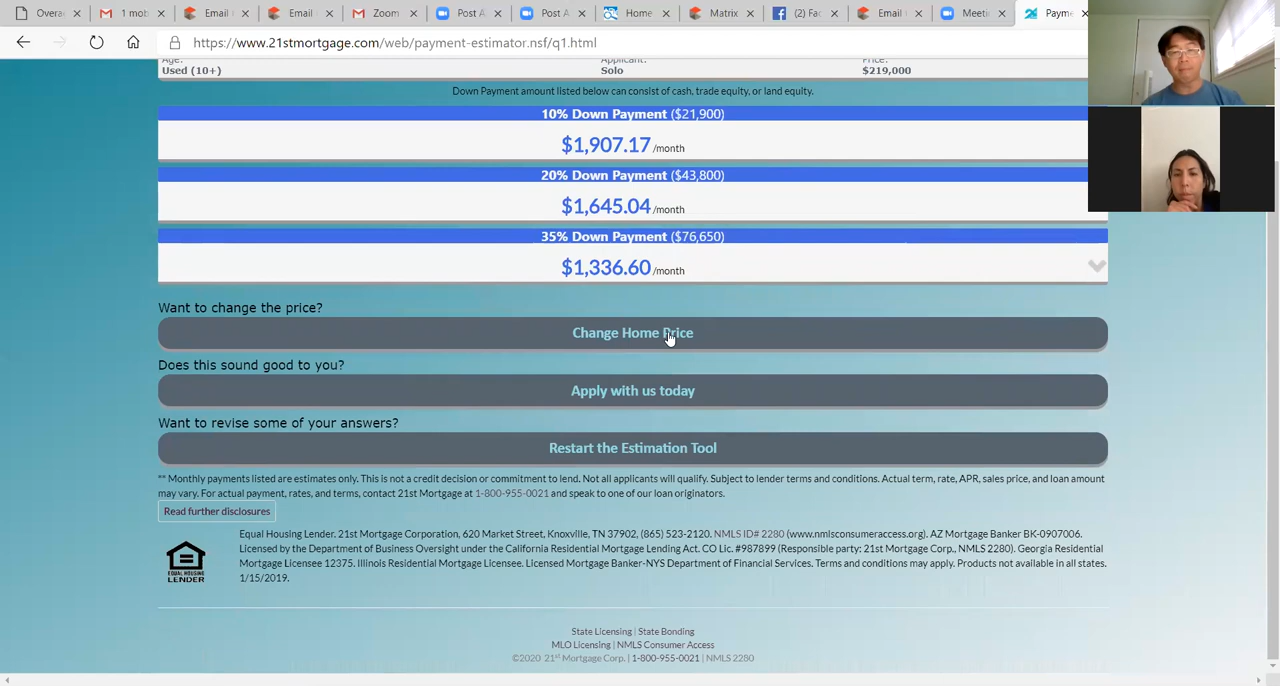 Overa
1 mob
Email
Email
Zoom
Post A
Post A
Home
Matrix
(2) Fac
Email
Meeti
Payme
https://www.21stmortgage.com/web/payment-estimator.nsf/q1.html
Age: Applicant: Price:
Used (10+) Solo $219,000
Down Payment amount listed below can consist of cash, trade equity, or land equity.
10% Down Payment ($21,900)
$1,907.17 /month
20% Down Payment ($43,800)
$1,645.04 /month
35% Down Payment ($76,650)
$1,336.60 /month
Want to change the price?
Change Home Price
Does this sound good to you?
Apply with us today
Want to revise some of your answers?
Restart the Estimation Tool
** Monthly payments listed are estimates only. This is not a credit decision or commitment to lend. Not all applicants will qualify. Subject to lender terms and conditions. Actual term, rate, APR, sales price, and loan amount
may vary. For actual payment, rates, and terms, contact 21st Mortgage at 1-800-955-0021 and speak to one of our loan originators.
Read further disclosures
Equal Housing Lender. 21st Mortgage Corporation, 620 Market Street, Knoxville, TN 37902, (865) 523-2120. NMLS ID# 2280 (www.nmlsconsumeraccess.org). AZ Mortgage Banker BK-0907006.
Licensed by the Department of Business Oversight under the California Residential Mortgage Lending Act. CO Lic. #987899 (Responsible party: 21st Mortgage Corp., NMLS 2280). Georgia Residential
Mortgage Licensee 12375. Illinois Residential Mortgage Licensee. Licensed Mortgage Banker-NYS Department of Financial Services. Terms and conditions may apply. Products not available in all states.
1/15/2019.
EQUAL HOUSING
LENDER
State Licensing | State Bonding
MLO Licensing | NMLS Consumer Access
©2020 21st Mortgage Corp. | 1-800-955-0021 | NMLS 2280